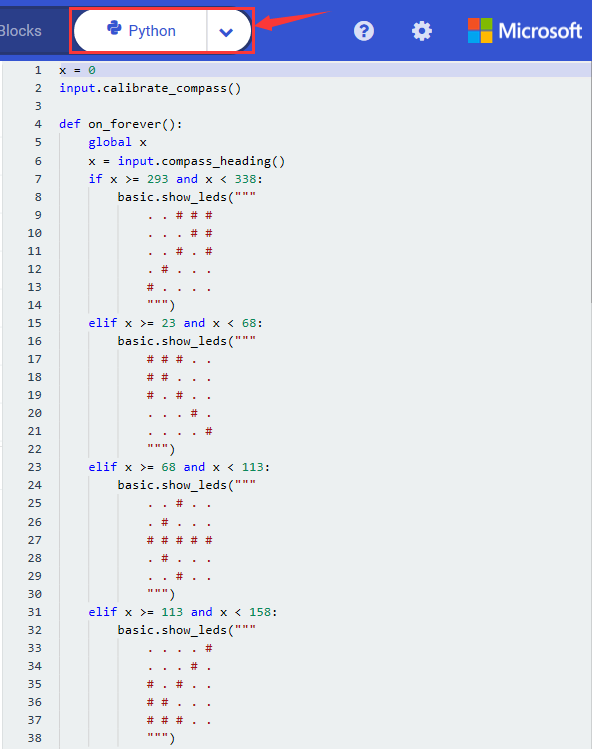 Blocks
Python
?
Microsoft
1 x = 0
2 input.calibrate_compass()
3
4 def on_forever():
5     global x
6     x = input.compass_heading()
7     if x >= 293 and x < 338:
8         basic.show_leds("""
9             . . # # #
10             . . . # #
11             . . # . #
12             . # . . .
13             # . . . .
14             """)
15     elif x >= 23 and x < 68:
16         basic.show_leds("""
17             # # # . .
18             # # . . .
19             # . # . .
20             . . . # .
21             . . . . #
22             """)
23     elif x >= 68 and x < 113:
24         basic.show_leds("""
25             . . # . .
26             . # . . .
27             # # # # #
28             . # . . .
29             . . # . .
30             """)
31     elif x >= 113 and x < 158:
32         basic.show_leds("""
33             . . . . #
34             . . . # .
35             # . # . .
36             # # . . .
37             # # # . .
38             """)